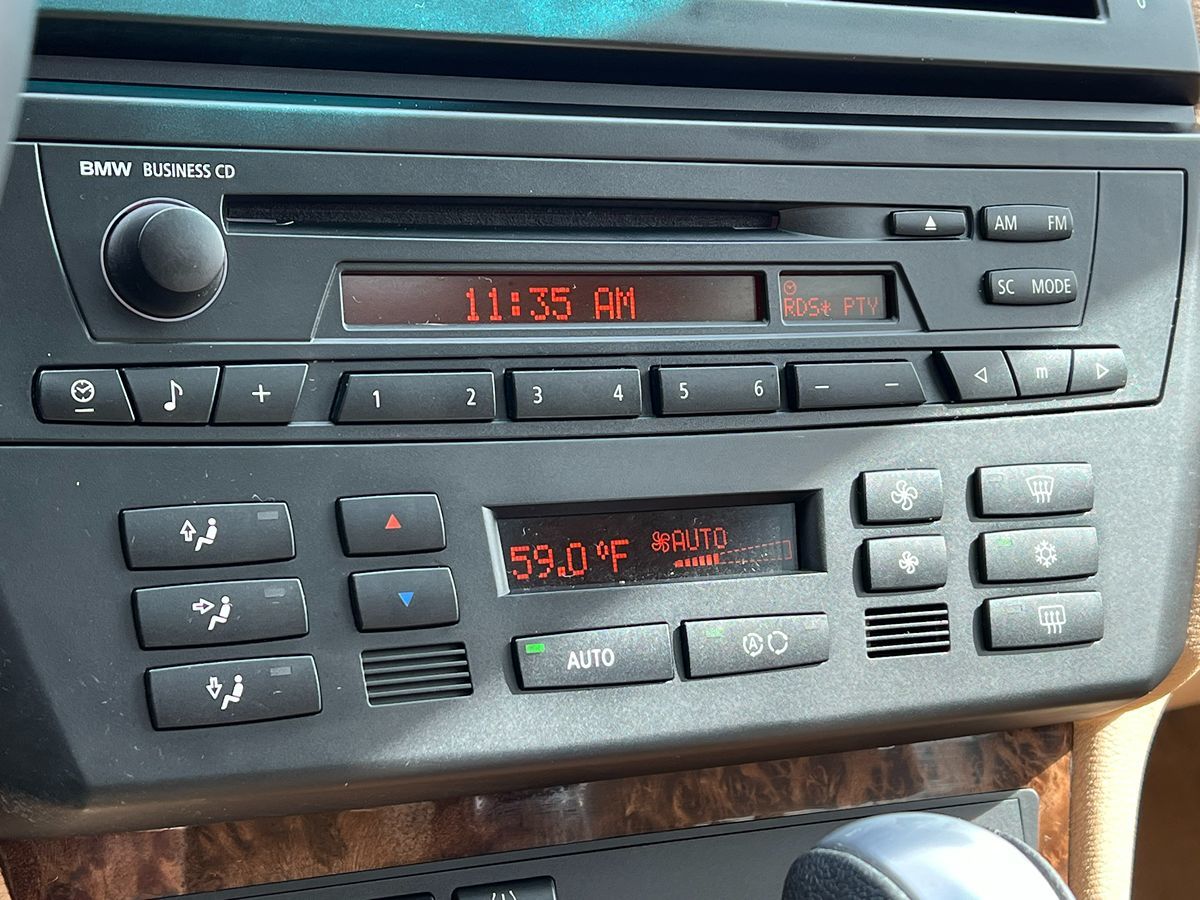 BMW BUSINESS CD
AM FM
SC MODE
11:35 AM
RDS* PTY
+ 1 2 3 4 5 6 − − m
59.0 °F AUTO
AUTO
A